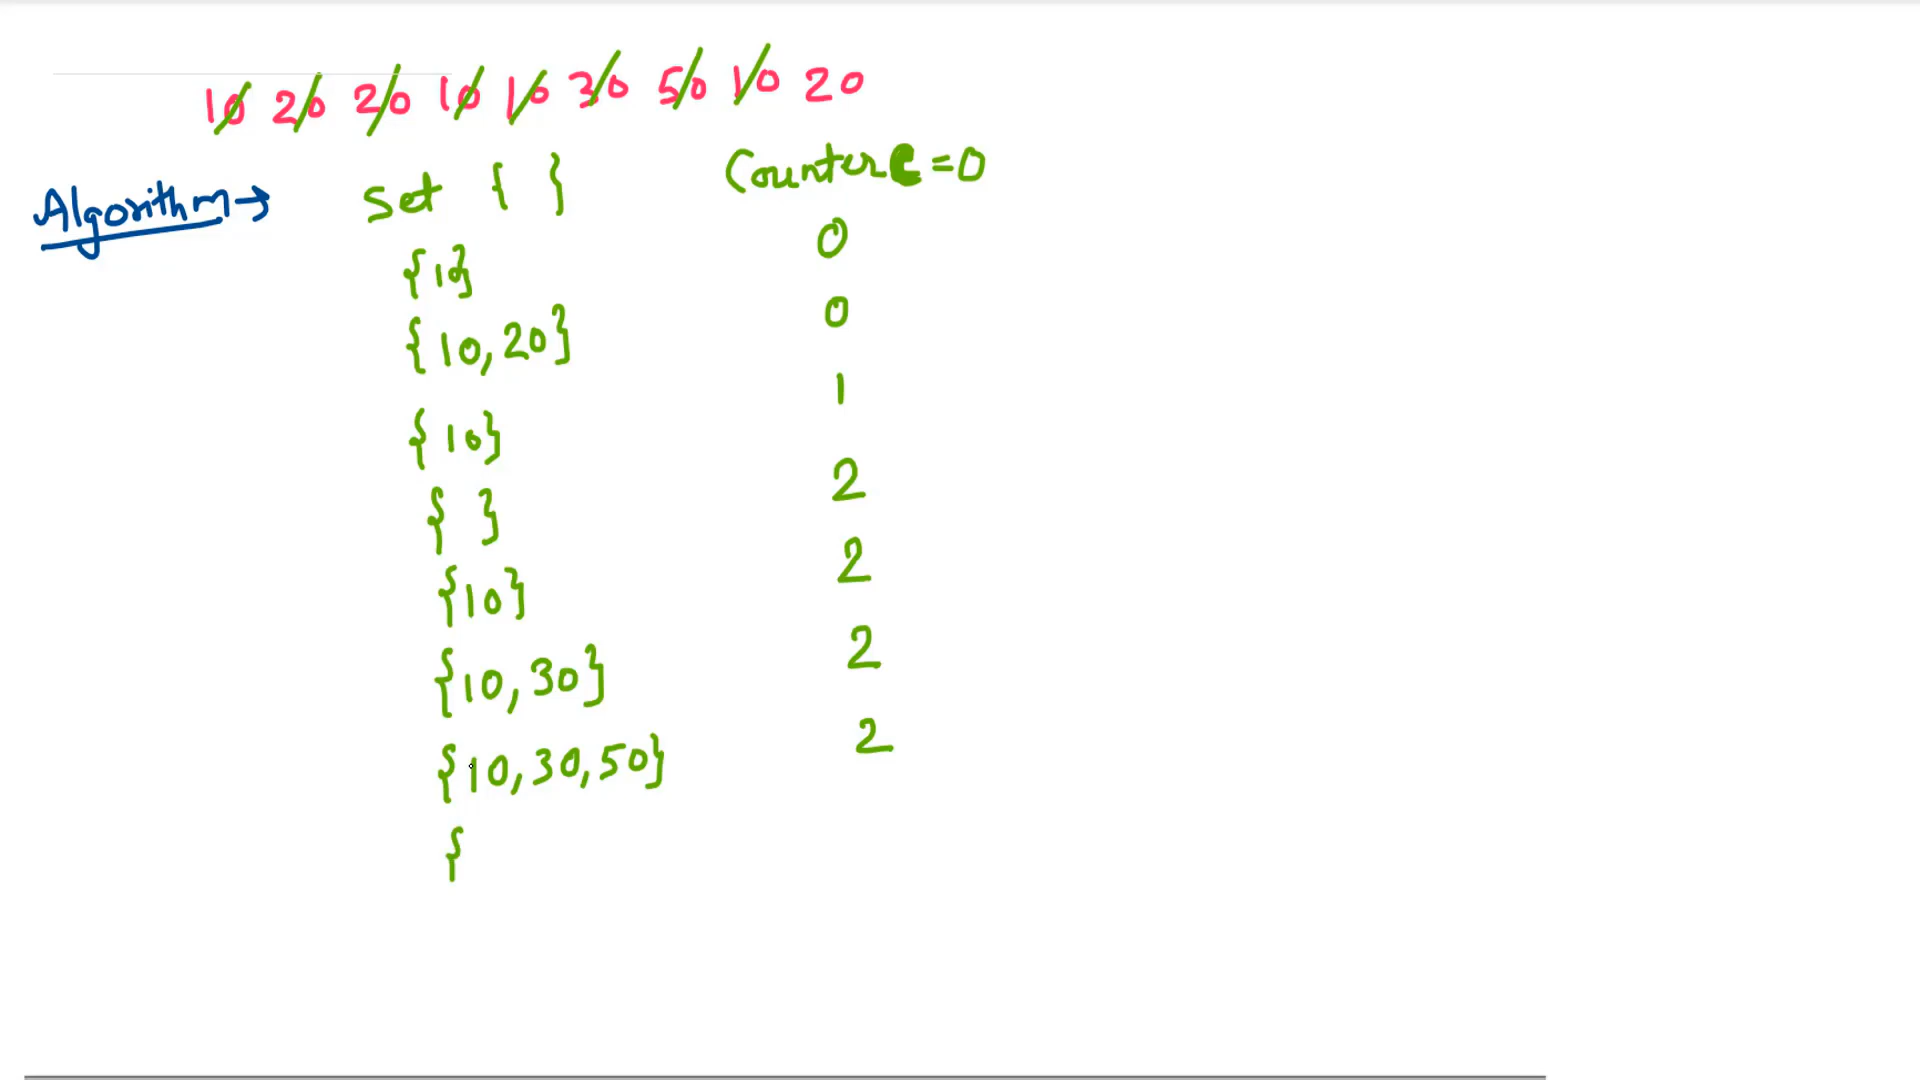 10 20 20 10 10 30 50 10 20
Algorithm→ Set { } Counter C =0
{10} 0
{10,20} 0
{10} 1
{ } 2
{10} 2
{10,30} 2
{10,30,50} 2
{